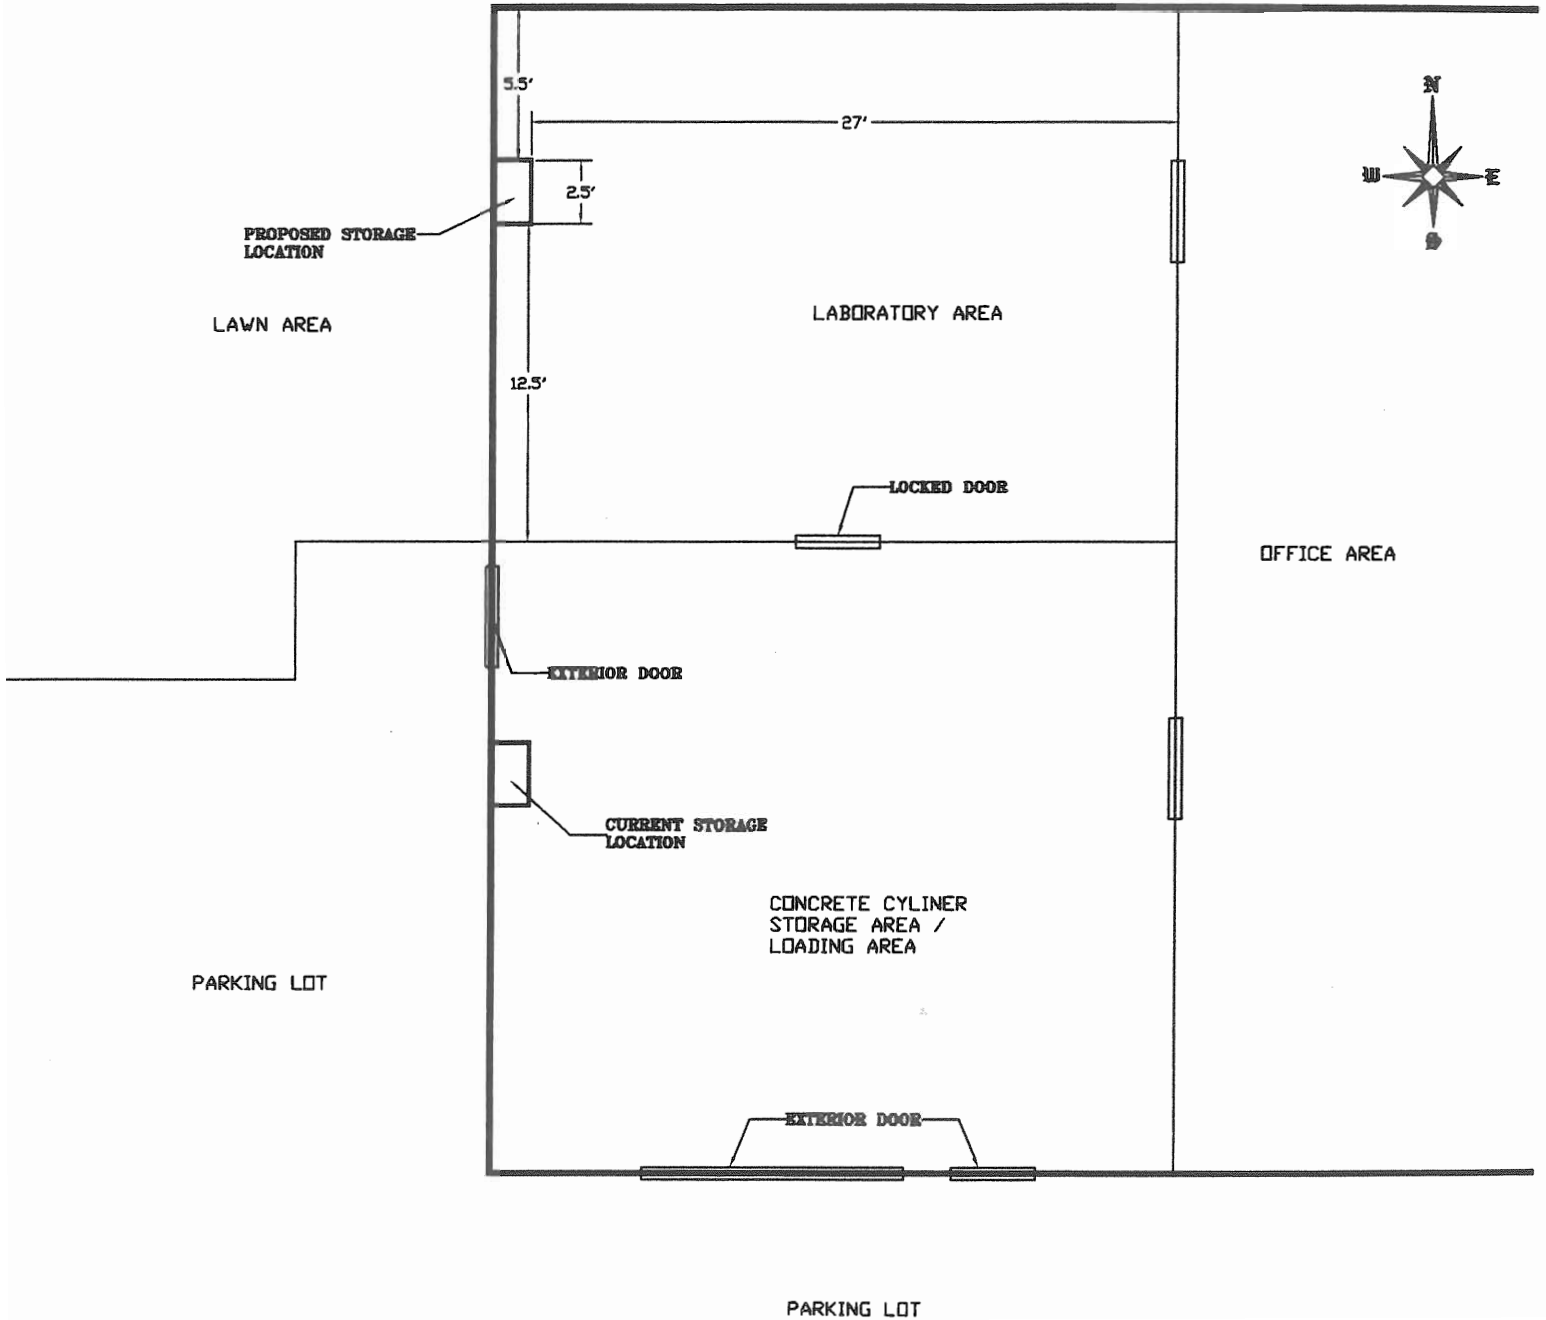 5.5'
27'
N
W E
S
2.5'
PROPOSED STORAGE
LOCATION
LABORATORY AREA
LAWN AREA
12.5'
LOCKED DOOR
OFFICE AREA
EXTERIOR DOOR
CURRENT STORAGE
LOCATION
CONCRETE CYLINER
STORAGE AREA /
LOADING AREA
PARKING LOT
EXTERIOR DOOR
PARKING LOT